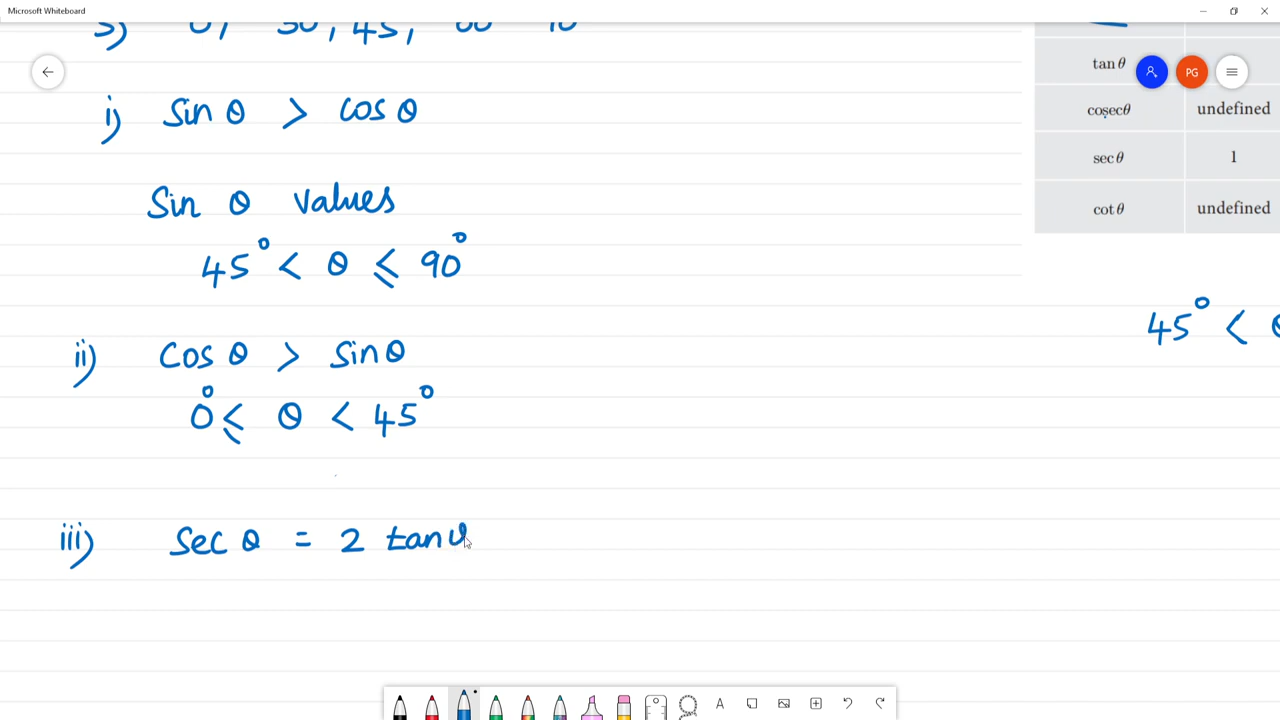 Microsoft Whiteboard
tan θ
PG
i) Sin θ > cos θ
cosecθ undefined
sec θ 1
Sin θ values
cot θ undefined
45° < θ ≤ 90°
45° <
ii) Cos θ > Sin θ
0° ≤ θ < 45°
iii) Sec θ = 2 tan θ
A